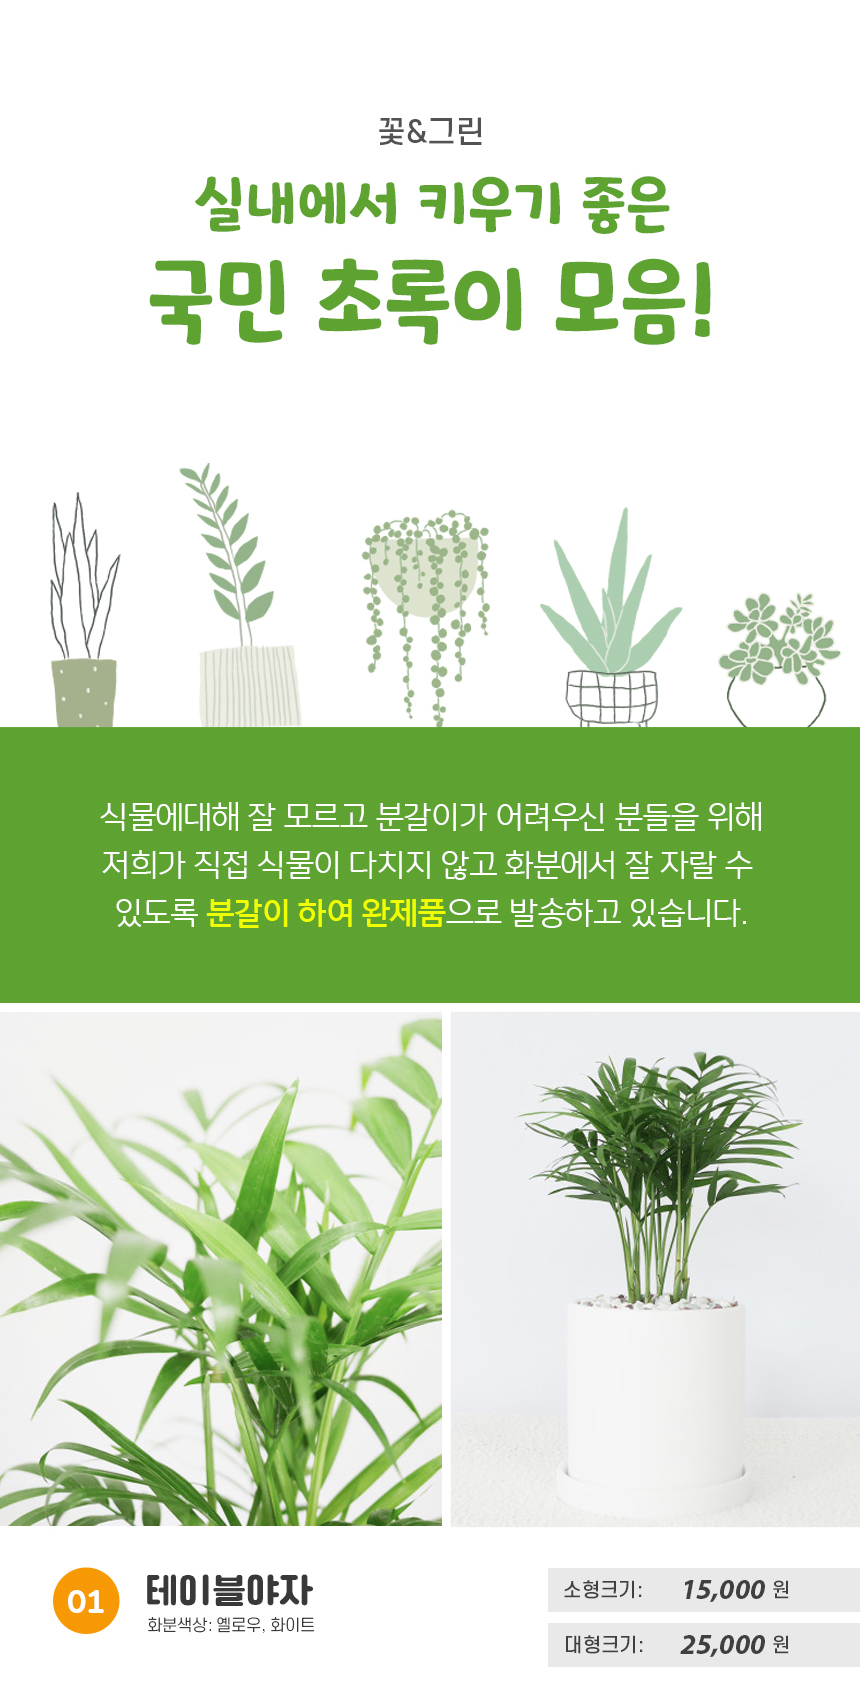 꽃&그린
실내에서 키우기 좋은
국민 초록이 모음!
식물에대해 잘 모르고 분갈이가 어려우신 분들을 위해
저희가 직접 식물이 다치지 않고 화분에서 잘 자랄 수
있도록 분갈이 하여 완제품으로 발송하고 있습니다.
01
테이블야자
화분색상: 옐로우, 화이트
소형크기: 15,000 원
대형크기: 25,000 원